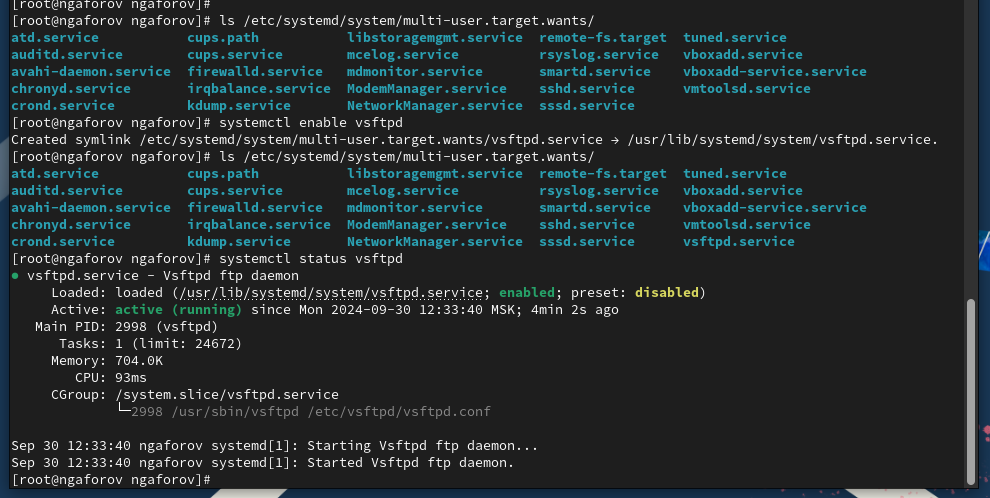 [root@ngaforov ngaforov]#
[root@ngaforov ngaforov]# ls /etc/systemd/system/multi-user.target.wants/
atd.service cups.path libstoragemgmt.service remote-fs.target tuned.service
auditd.service cups.service mcelog.service rsyslog.service vboxadd.service
avahi-daemon.service firewalld.service mdmonitor.service smartd.service vboxadd-service.service
chronyd.service irqbalance.service ModemManager.service sshd.service vmtoolsd.service
crond.service kdump.service NetworkManager.service sssd.service
[root@ngaforov ngaforov]# systemctl enable vsftpd
Created symlink /etc/systemd/system/multi-user.target.wants/vsftpd.service → /usr/lib/systemd/system/vsftpd.service.
[root@ngaforov ngaforov]# ls /etc/systemd/system/multi-user.target.wants/
atd.service cups.path libstoragemgmt.service remote-fs.target tuned.service
auditd.service cups.service mcelog.service rsyslog.service vboxadd.service
avahi-daemon.service firewalld.service mdmonitor.service smartd.service vboxadd-service.service
chronyd.service irqbalance.service ModemManager.service sshd.service vmtoolsd.service
crond.service kdump.service NetworkManager.service sssd.service vsftpd.service
[root@ngaforov ngaforov]# systemctl status vsftpd
● vsftpd.service - Vsftpd ftp daemon
Loaded: loaded (/usr/lib/systemd/system/vsftpd.service; enabled; preset: disabled)
Active: active (running) since Mon 2024-09-30 12:33:40 MSK; 4min 2s ago
Main PID: 2998 (vsftpd)
Tasks: 1 (limit: 24672)
Memory: 704.0K
CPU: 93ms
CGroup: /system.slice/vsftpd.service
└─2998 /usr/sbin/vsftpd /etc/vsftpd/vsftpd.conf
Sep 30 12:33:40 ngaforov systemd[1]: Starting Vsftpd ftp daemon...
Sep 30 12:33:40 ngaforov systemd[1]: Started Vsftpd ftp daemon.
[root@ngaforov ngaforov]#